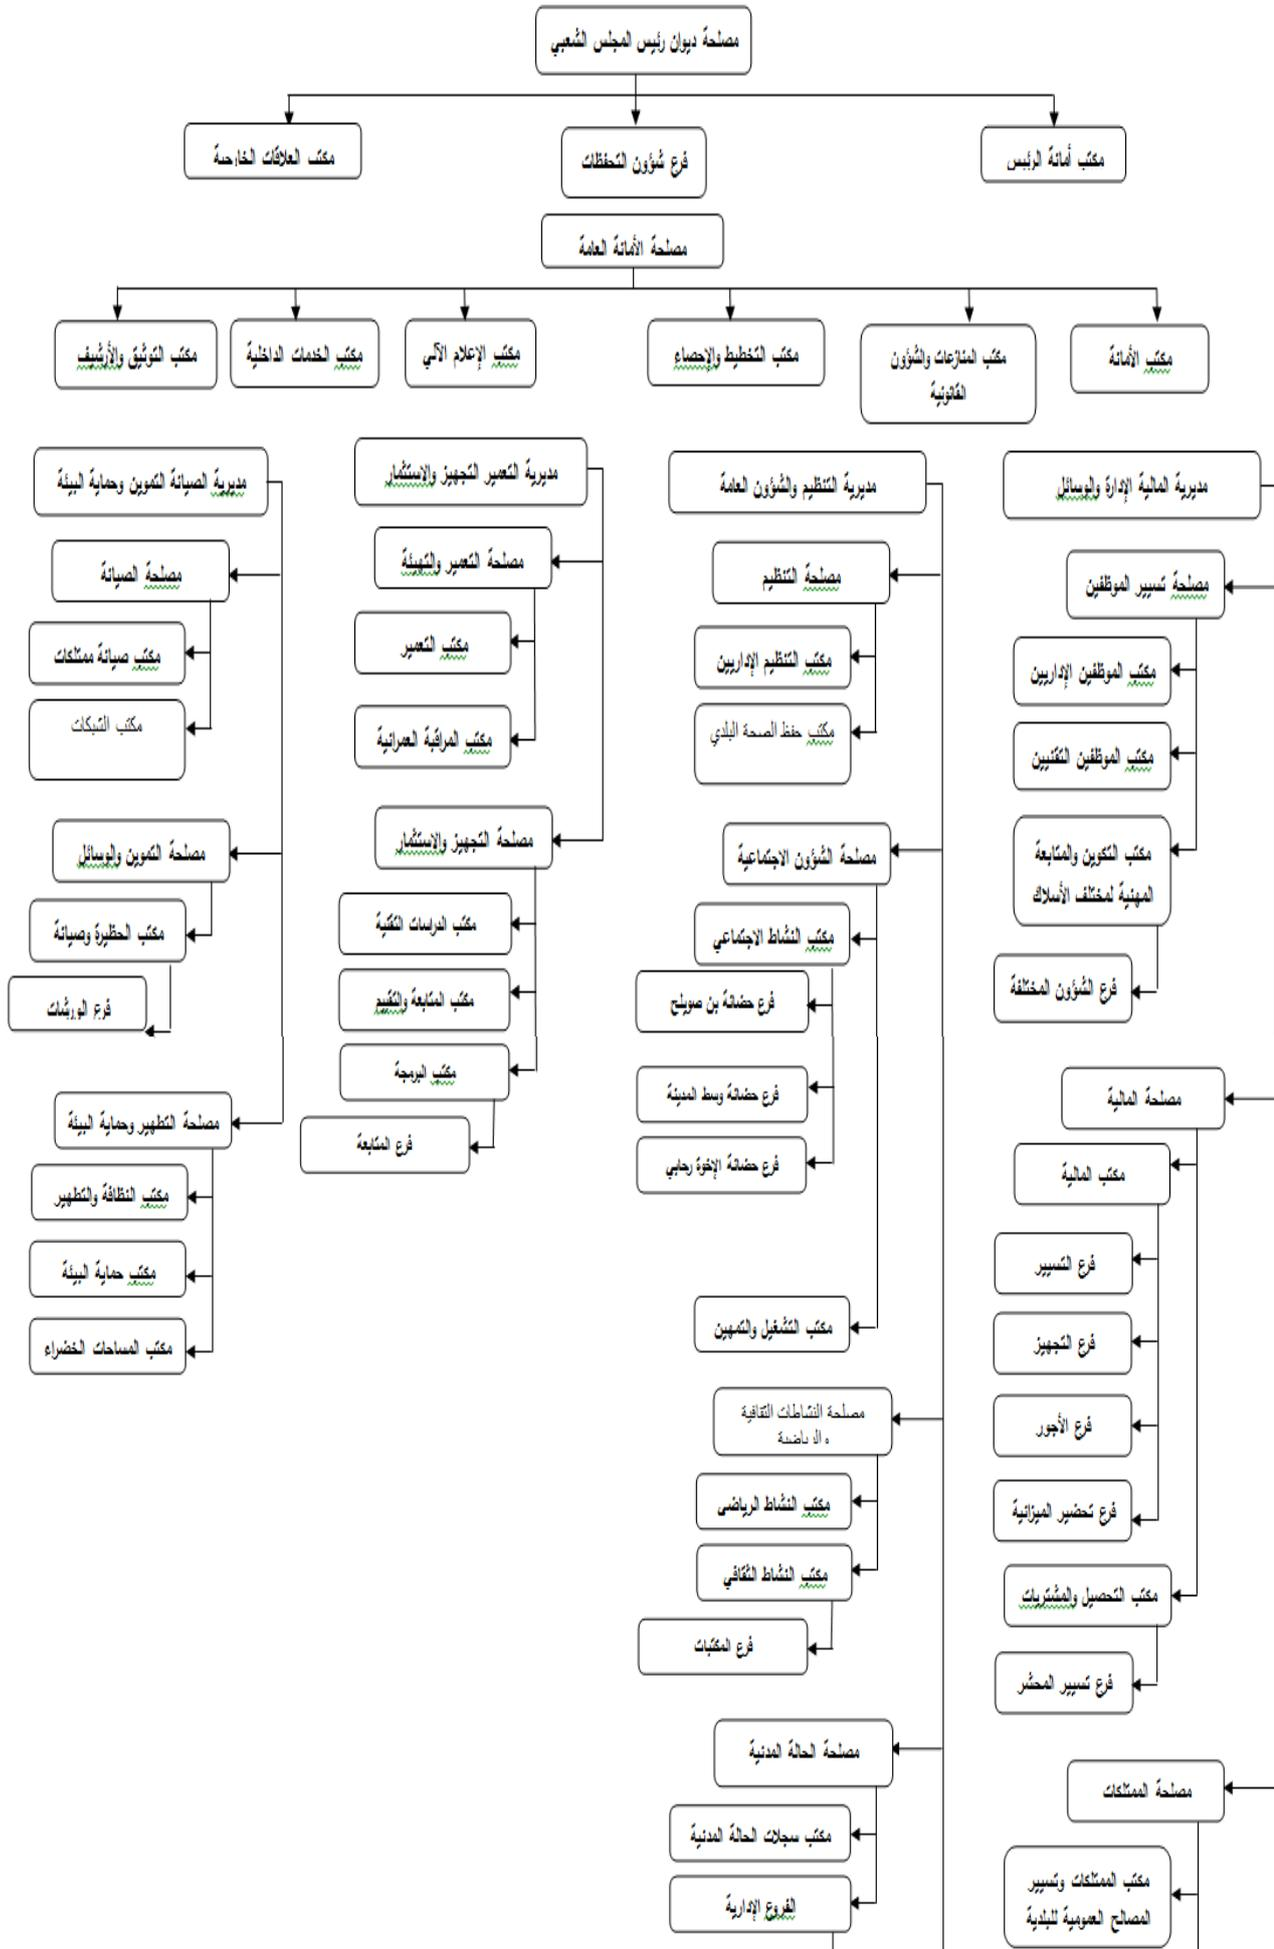 مصلحة ديوان رئيس المجلس الشعبي
مكتب أمانة الرئيس
فرع شؤون التحفظات
مكتب العلاقات الخارجية
مصلحة الأمانة العامة
مكتب الأمانة
مكتب المنازعات والشؤون
القانونية
مكتب التخطيط والإحصاء
مكتب الإعلام الآلي
مكتب الخدمات الداخلية
مكتب التوثيق والأرشيف
مديرية المالية الإدارة والوسائل
مصلحة تسيير الموظفين
مكتب الموظفين الإداريين
مكتب الموظفين التقنيين
مكتب التكوين والمتابعة
المهنية لمختلف الأسلاك
فرع الشؤون المختلفة
مصلحة المالية
مكتب المالية
فرع التسيير
فرع التجهيز
فرع الأجور
فرع تحضير الميزانية
مكتب التحصيل والمشتريات
فرع تسيير المحشر
مصلحة الممتلكات
مكتب الممتلكات وتسيير
المصالح العمومية للبلدية
مديرية التنظيم والشؤون العامة
مصلحة التنظيم
مكتب التنظيم الإداريين
مكتب حفظ الصحة البلدي
مصلحة الشؤون الاجتماعية
مكتب النشاط الاجتماعي
فرع حضانة بن صويلح
فرع حضانة وسط المدينة
فرع حضانة الإخوة رحابي
مكتب التشغيل والتمهين
مصلحة النشاطات الثقافية
والرياضية
مكتب النشاط الرياضى
مكتب النشاط الثقافي
فرع المكتبات
مصلحة الحالة المدنية
مكتب سجلات الحالة المدنية
الفروع الإدارية
مديرية التعمير التجهيز والاستثمار
مصلحة التعمير والتهيئة
مكتب التعمير
مكتب المراقبة العمرانية
مصلحة التجهيز والاستثمار
مكتب الدراسات التقنية
مكتب المتابعة والتقييم
مكتب البرمجة
فرع المتابعة
مديرية الصيانة التموين وحماية البيئة
مصلحة الصيانة
مكتب صيانة ممتلكات
مكتب الشبكات
مصلحة التموين والوسائل
مكتب الحظيرة وصيانة
فرع الورشات
مصلحة التطهير وحماية البيئة
مكتب النظافة والتطهير
مكتب حماية البيئة
مكتب المساحات الخضراء